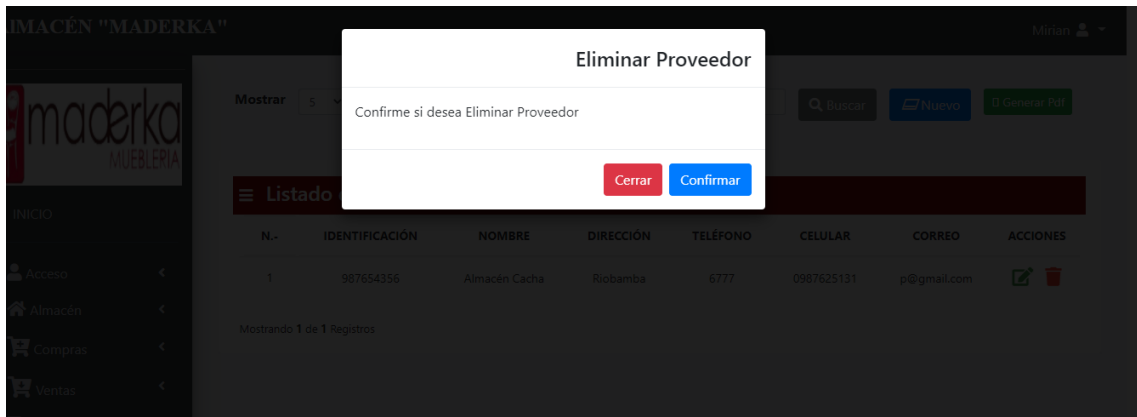 LMACÉN "MADERKA"
Mirian
Eliminar Proveedor
Confirme si desea Eliminar Proveedor
Cerrar Confirmar
maderka
MUEBLERIA
Mostrar 5 Buscar Nuevo Generar Pdf
Listado
INICIO
Acceso
Almacén
Compras
Ventas
N.- IDENTIFICACIÓN NOMBRE DIRECCIÓN TELÉFONO CELULAR CORREO ACCIONES
1 987654356 Almacén Cacha Riobamba 6777 0987625131 p@gmail.com
Mostrando 1 de 1 Registros